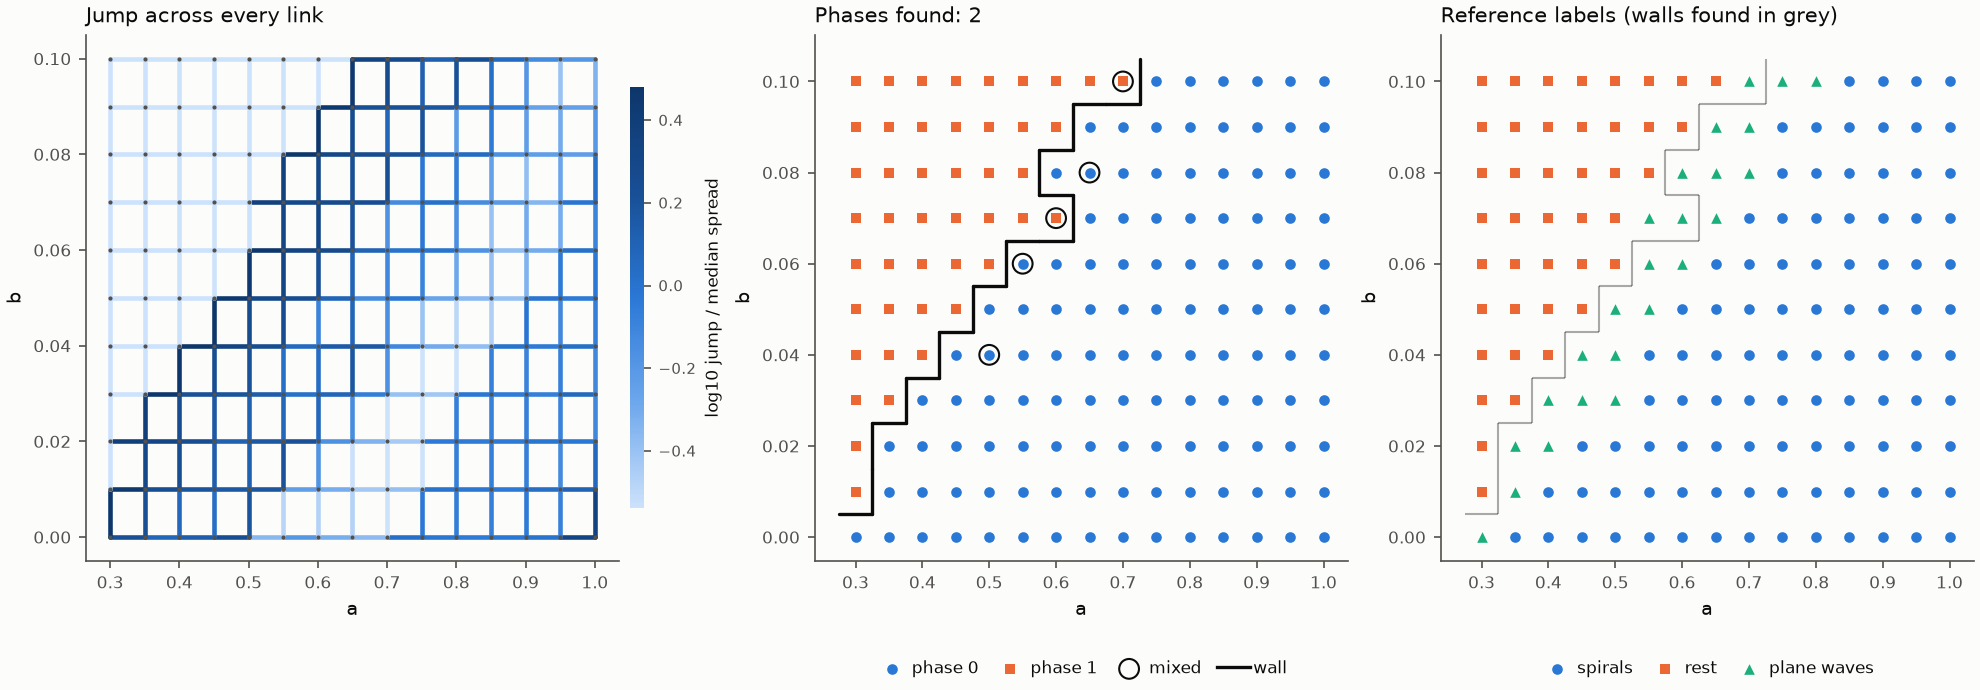 Jump across every link
0.10
0.08
0.06
0.04
0.02
0.00
b
0.3
0.4
0.5
0.6
0.7
0.8
0.9
1.0
a
0.4
0.2
0.0
−0.2
−0.4
log10 jump / median spread
Phases found: 2
0.10
0.08
0.06
0.04
0.02
0.00
b
0.3
0.4
0.5
0.6
0.7
0.8
0.9
1.0
a
phase 0
phase 1
mixed
wall
Reference labels (walls found in grey)
0.10
0.08
0.06
0.04
0.02
0.00
b
0.3
0.4
0.5
0.6
0.7
0.8
0.9
1.0
a
spirals
rest
plane waves